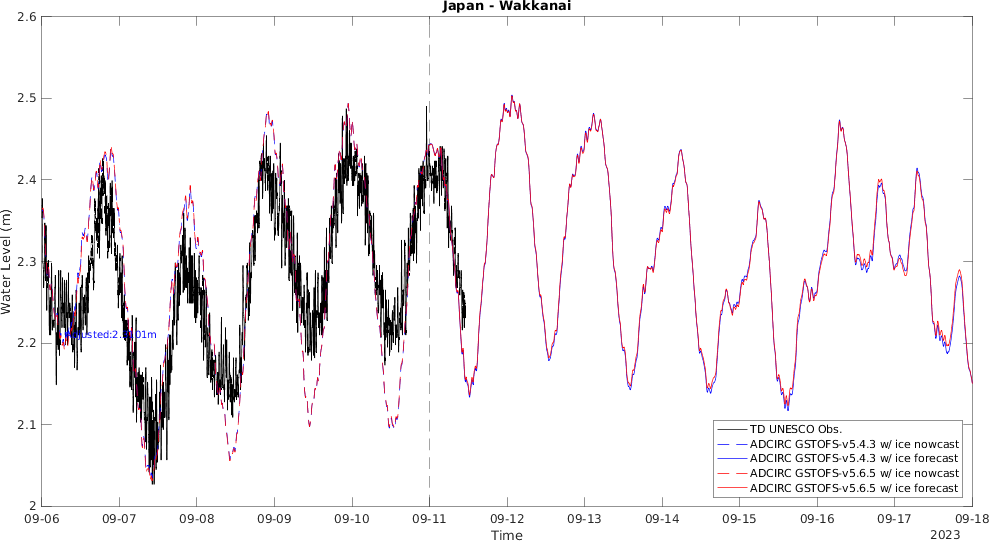 Japan - Wakkanai
Water Level (m)
2.6
2.5
2.4
2.3
2.2
2.1
2
09-06
09-07
09-08
09-09
09-10
09-11
09-12
09-13
09-14
09-15
09-16
09-17
09-18
Time
2023
TD UNESCO Obs.
ADCIRC GSTOFS-v5.4.3 w/ ice nowcast
ADCIRC GSTOFS-v5.4.3 w/ ice forecast
ADCIRC GSTOFS-v5.6.5 w/ ice nowcast
ADCIRC GSTOFS-v5.6.5 w/ ice forecast